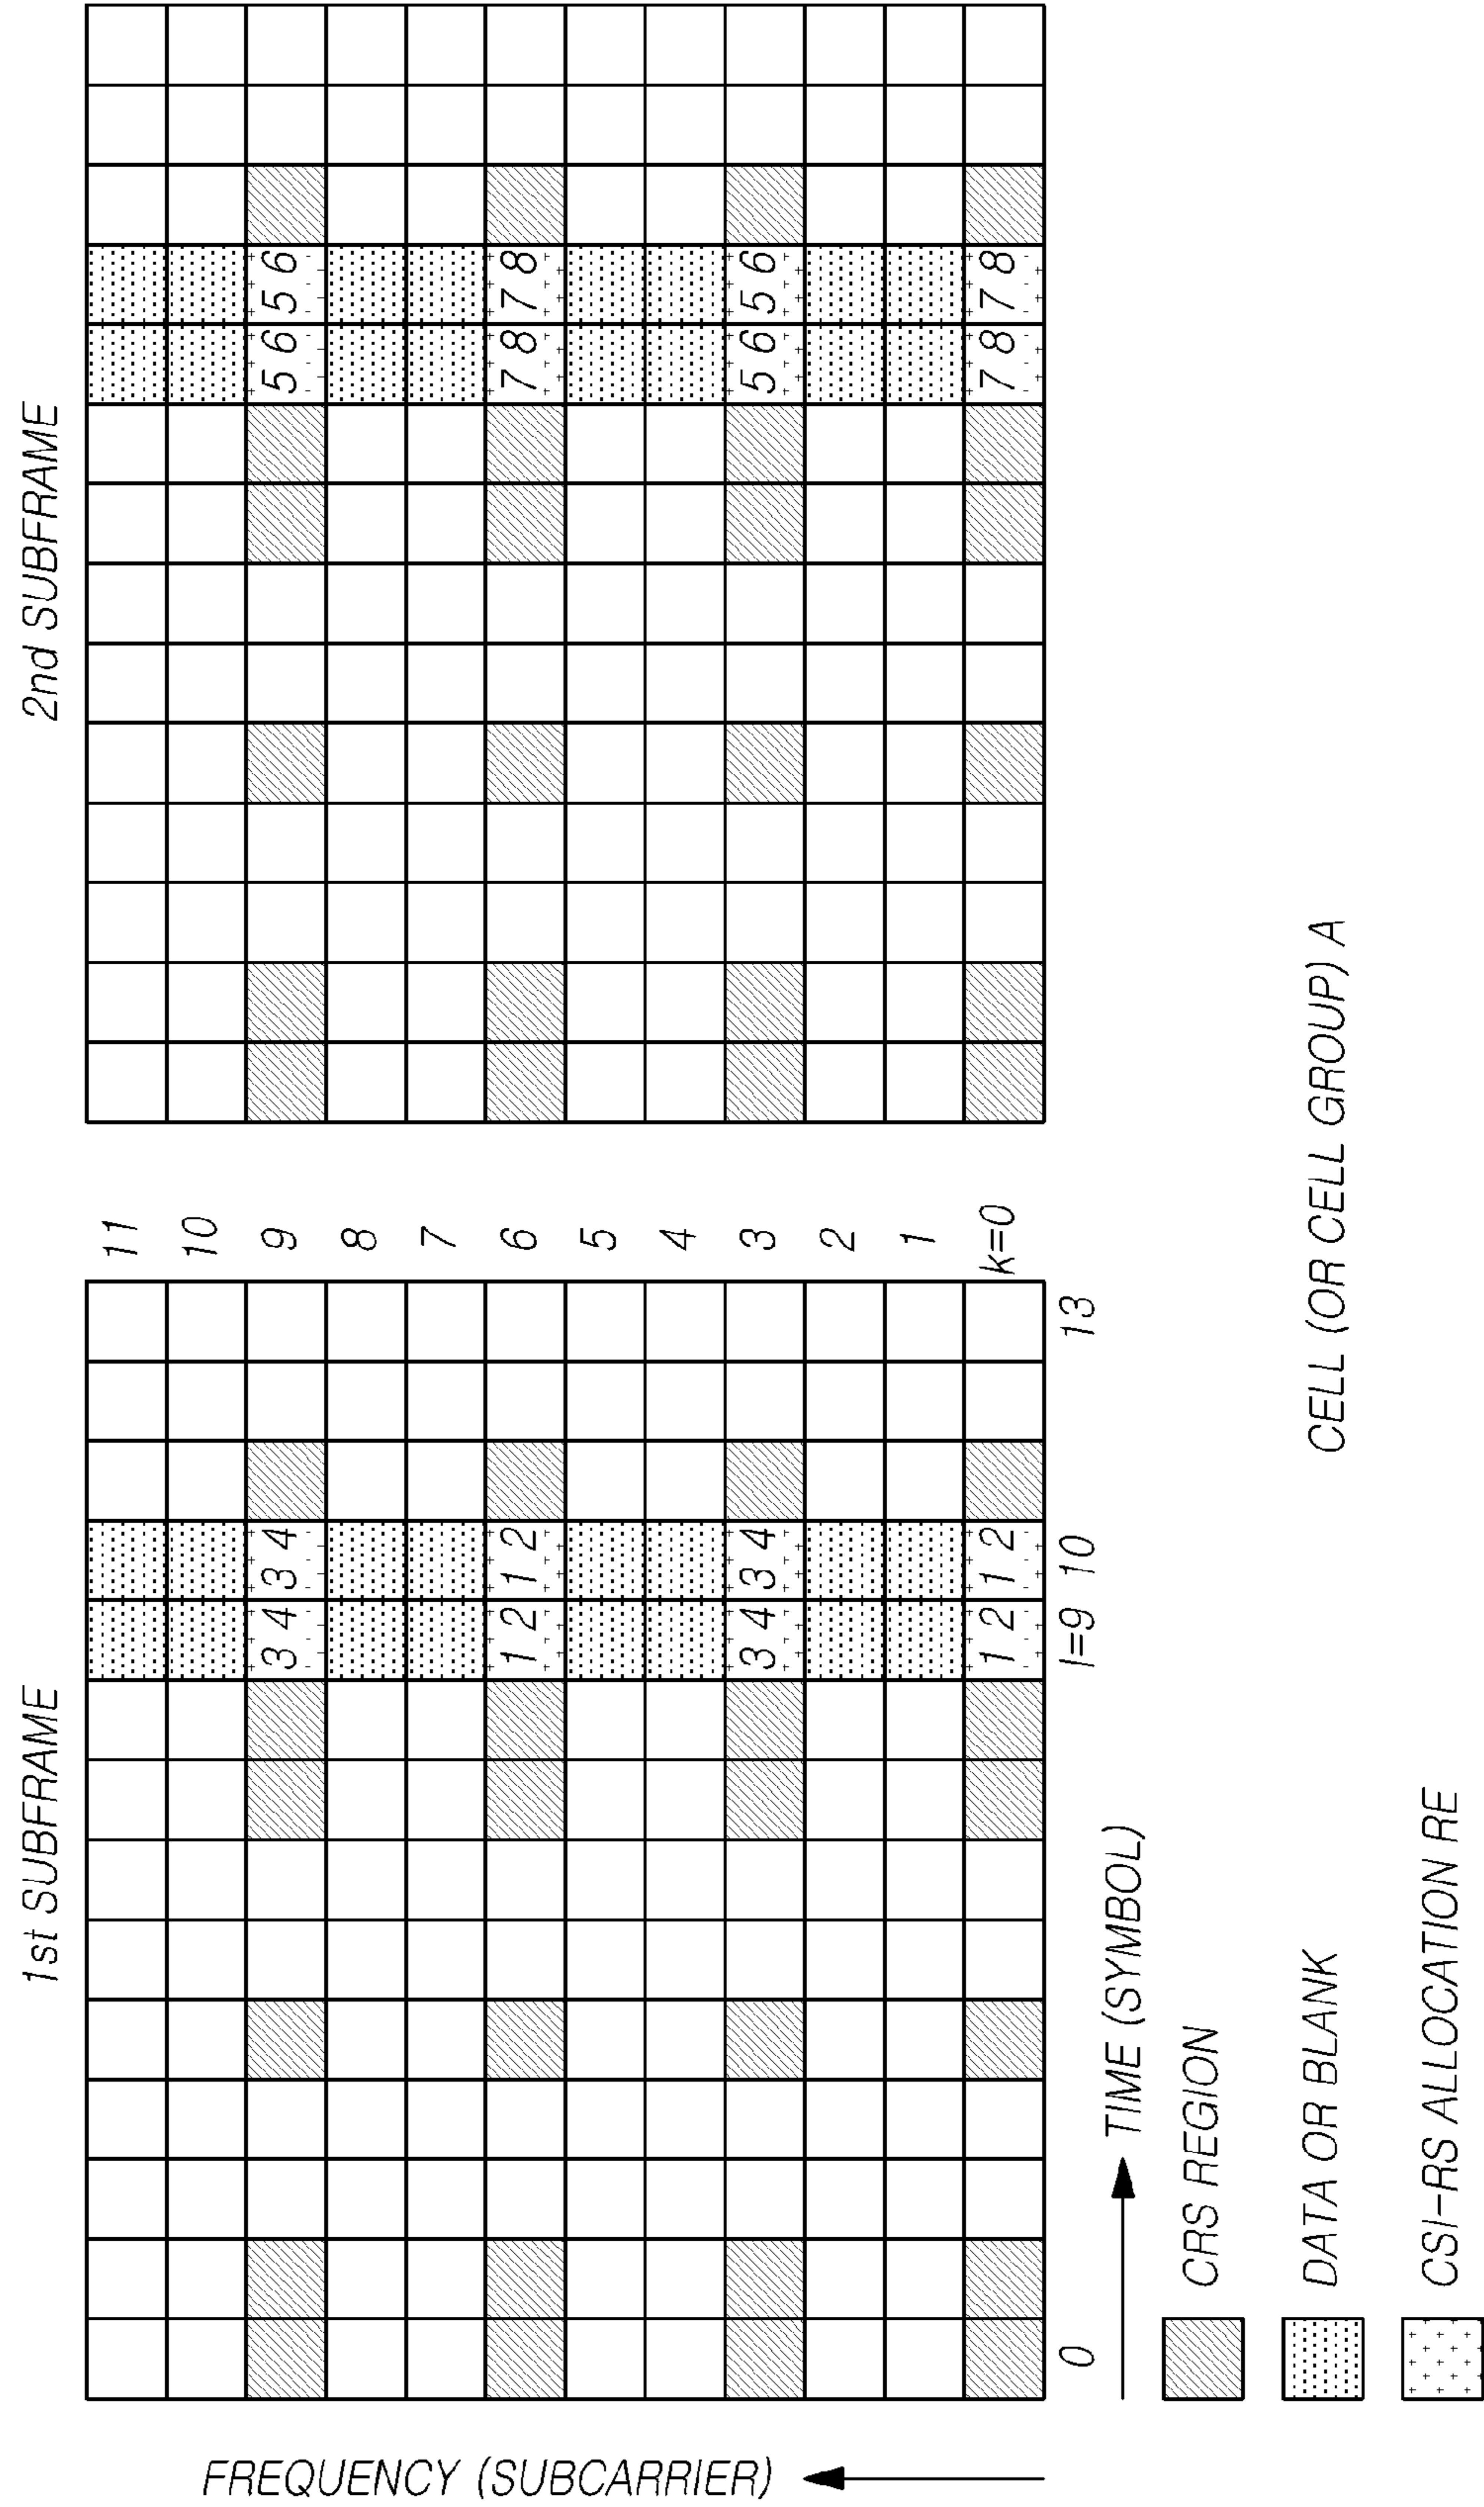 1st SUBFRAME
2nd SUBFRAME
FREQUENCY (SUBCARRIER)
11
10
3 4 3 4 9 5 6 5 6
8
7
1 2 1 2 6 7 8 7 8
5
4
3 4 3 4 3 5 6 5 6
2
1
1 2 1 2 k=0 7 8 7 8
0 l=9 10 13
TIME (SYMBOL)
CRS REGION
DATA OR BLANK
CELL (OR CELL GROUP) A
CSI-RS ALLOCATION RE